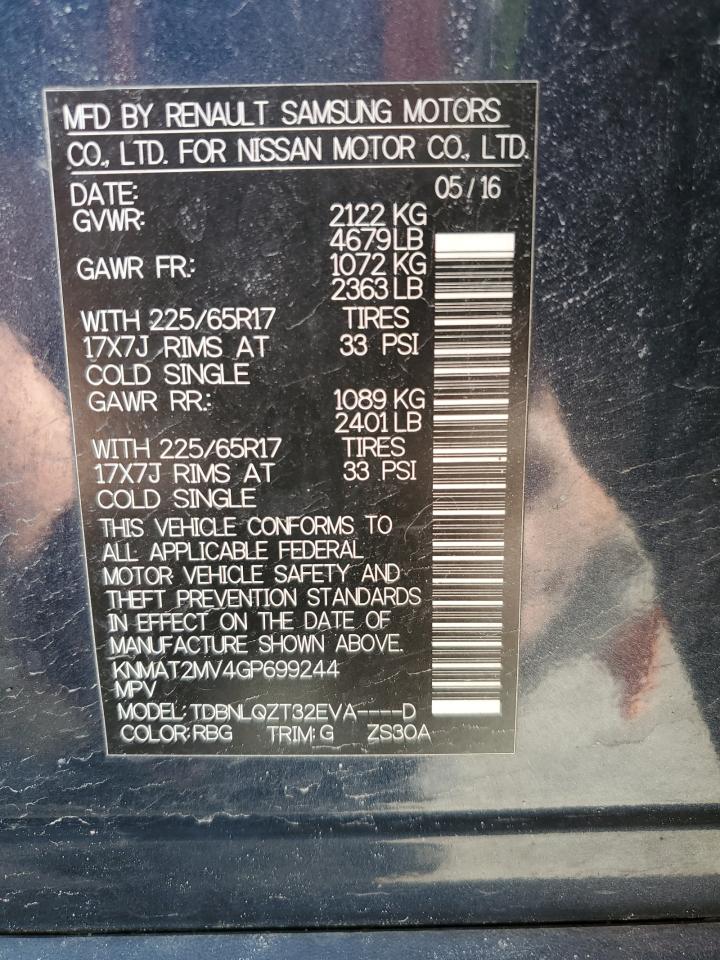 MFD BY RENAULT SAMSUNG MOTORS
CO., LTD. FOR NISSAN MOTOR CO., LTD.
DATE: 05/16
GVWR: 2122 KG
4679 LB
GAWR FR.: 1072 KG
2363 LB
WITH 225/65R17 TIRES
17X7J RIMS AT 33 PSI
COLD SINGLE
GAWR RR.: 1089 KG
2401 LB
WITH 225/65R17 TIRES
17X7J RIMS AT 33 PSI
COLD SINGLE
THIS VEHICLE CONFORMS TO
ALL APPLICABLE FEDERAL
MOTOR VEHICLE SAFETY AND
THEFT PREVENTION STANDARDS
IN EFFECT ON THE DATE OF
MANUFACTURE SHOWN ABOVE.
KNMAT2MV4GP699244
MPV
MODEL: TDBNLQZT32EVA----D
COLOR: RBG TRIM: G ZS30A